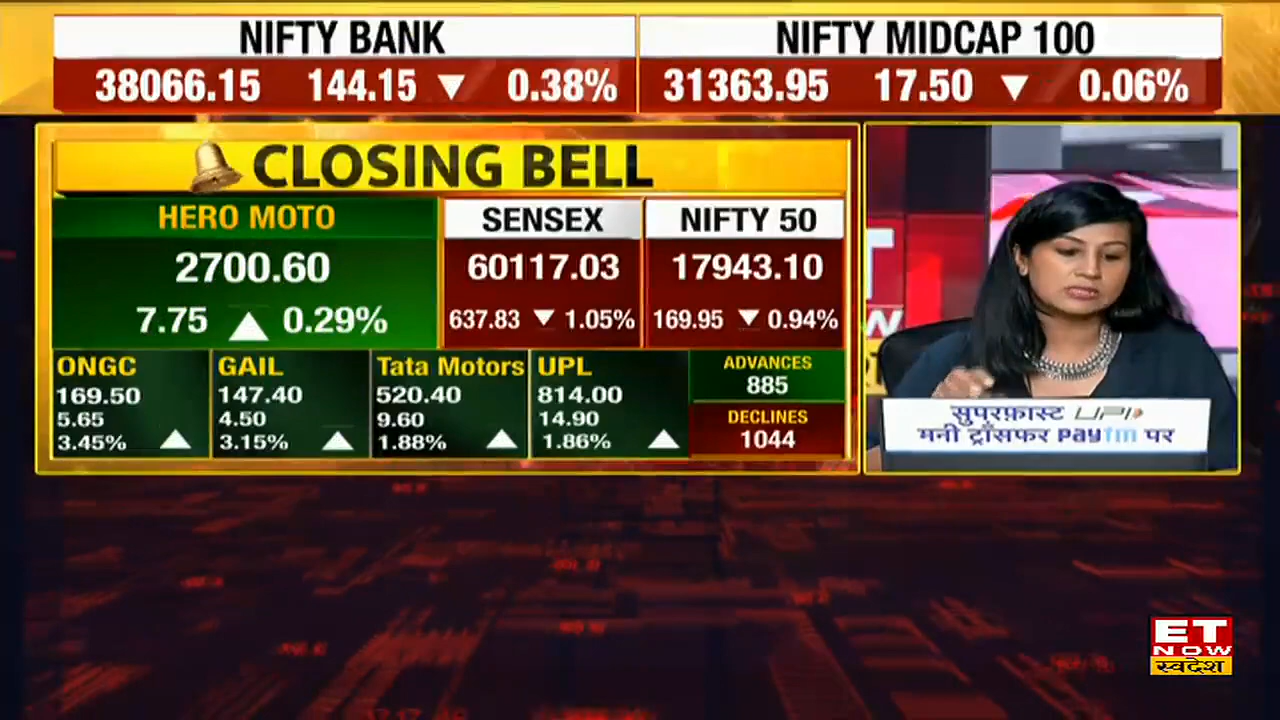 NIFTY BANK
38066.15 144.15 ▼ 0.38%
NIFTY MIDCAP 100
31363.95 17.50 ▼ 0.06%
CLOSING BELL
HERO MOTO
2700.60
7.75 ▲ 0.29%
SENSEX
60117.03
637.83 ▼ 1.05%
NIFTY 50
17943.10
169.95 ▼ 0.94%
ONGC
169.50
5.65
3.45% ▲
GAIL
147.40
4.50
3.15% ▲
Tata Motors
520.40
9.60
1.88% ▲
UPL
814.00
14.90
1.86% ▲
ADVANCES
885
DECLINES
1044
सुपरफ़ास्ट UPI
मनी ट्राँसफर paytm पर
ET
NOW
स्वदेश